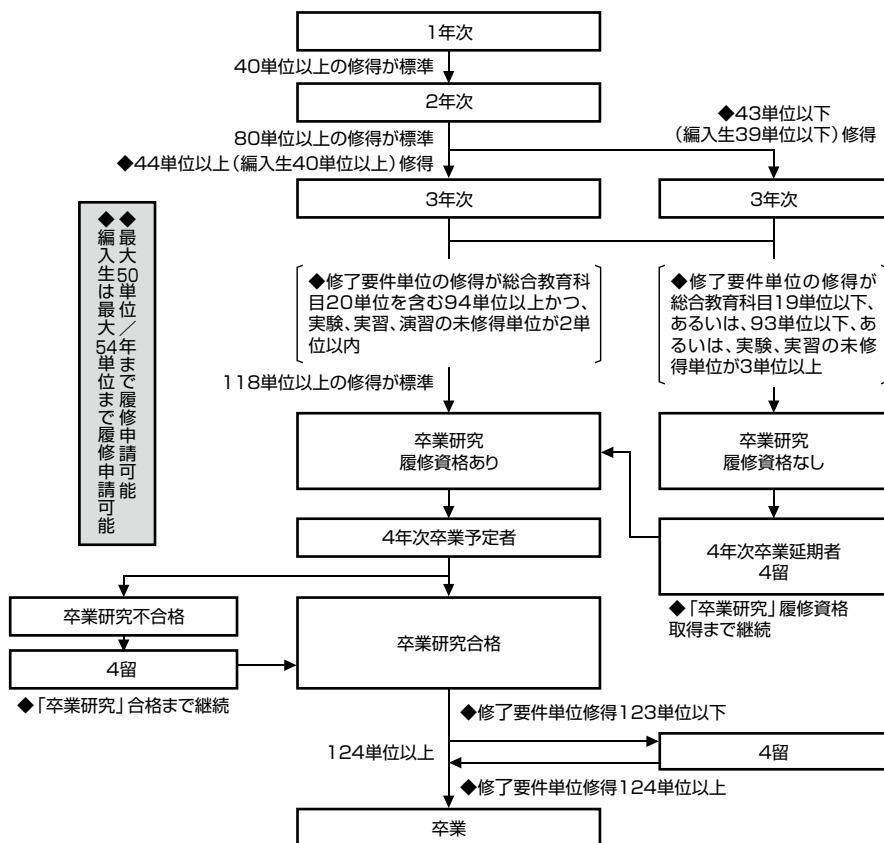 1年次
40単位以上の修得が標準
2年次
80単位以上の修得が標準
◆44単位以上（編入生40単位以上）修得
◆43単位以下
（編入生39単位以下）修得
3年次
3年次
◆最大50単位／年まで履修申請可能
◆編入生は最大54単位まで履修申請可能
◆修了要件単位の修得が総合教育科
目20単位を含む94単位以上かつ、
実験、実習、演習の未修得単位が2単
位以内
◆修了要件単位の修得が
総合教育科目19単位以下、
あるいは、93単位以下、あ
るいは、実験、実習の未修
得単位が3単位以上
118単位以上の修得が標準
卒業研究
履修資格あり
卒業研究
履修資格なし
4年次卒業予定者
4年次卒業延期者
4留
◆「卒業研究」履修資格
取得まで継続
卒業研究不合格
4留
◆「卒業研究」合格まで継続
卒業研究合格
◆修了要件単位修得123単位以下
124単位以上
4留
◆修了要件単位修得124単位以上
卒業